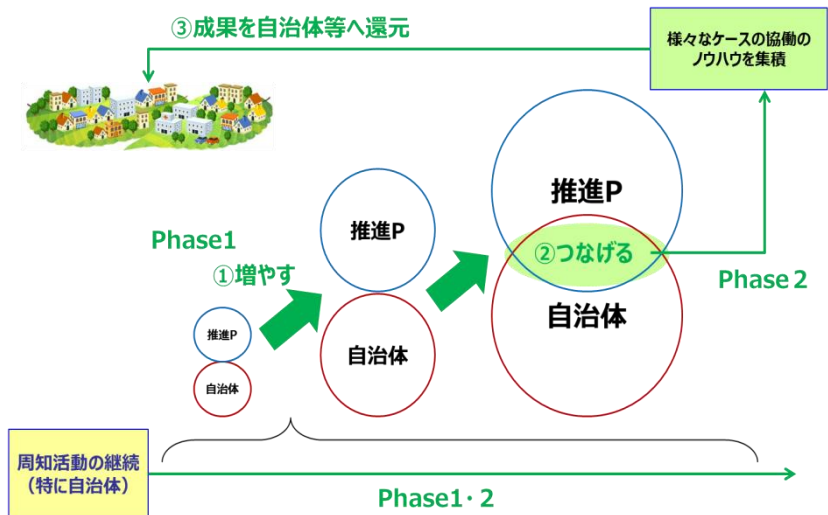 ③成果を自治体等へ還元
様々なケースの協働の
ノウハウを集積
推進P
推進P
②つなげる
Phase1
①増やす
Phase２
自治体
推進P
自治体
自治体
周知活動の継続
（特に自治体）
Phase1・2